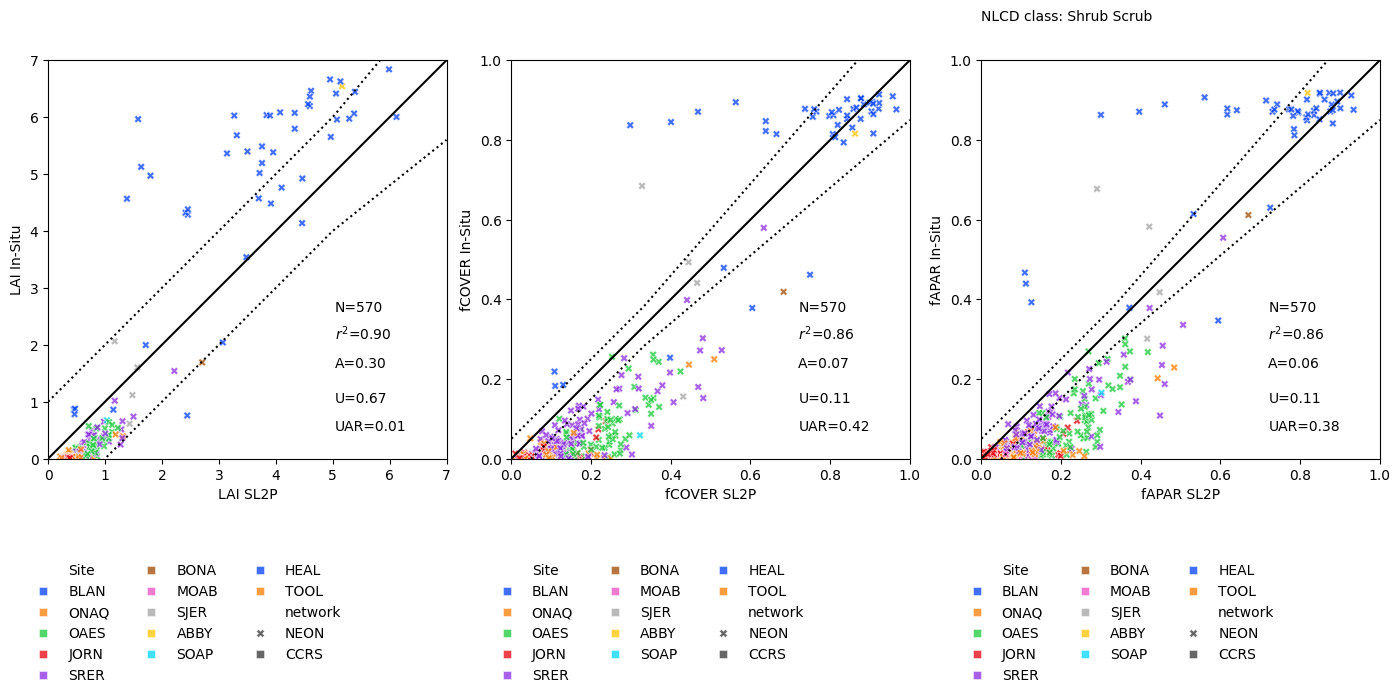 NLCD class: Shrub Scrub
7
6
5
4
3
2
1
0
LAI In-Situ
N=570
r²=0.90
A=0.30
U=0.67
UAR=0.01
0 1 2 3 4 5 6 7
LAI SL2P
1.0
0.8
0.6
0.4
0.2
0.0
fCOVER In-Situ
N=570
r²=0.86
A=0.07
U=0.11
UAR=0.42
0.0 0.2 0.4 0.6 0.8 1.0
fCOVER SL2P
1.0
0.8
0.6
0.4
0.2
0.0
fAPAR In-Situ
N=570
r²=0.86
A=0.06
U=0.11
UAR=0.38
0.0 0.2 0.4 0.6 0.8 1.0
fAPAR SL2P
Site
BLAN
ONAQ
OAES
JORN
SRER
BONA
MOAB
SJER
ABBY
SOAP
HEAL
TOOL
network
NEON
CCRS
Site
BLAN
ONAQ
OAES
JORN
SRER
BONA
MOAB
SJER
ABBY
SOAP
HEAL
TOOL
network
NEON
CCRS
Site
BLAN
ONAQ
OAES
JORN
SRER
BONA
MOAB
SJER
ABBY
SOAP
HEAL
TOOL
network
NEON
CCRS